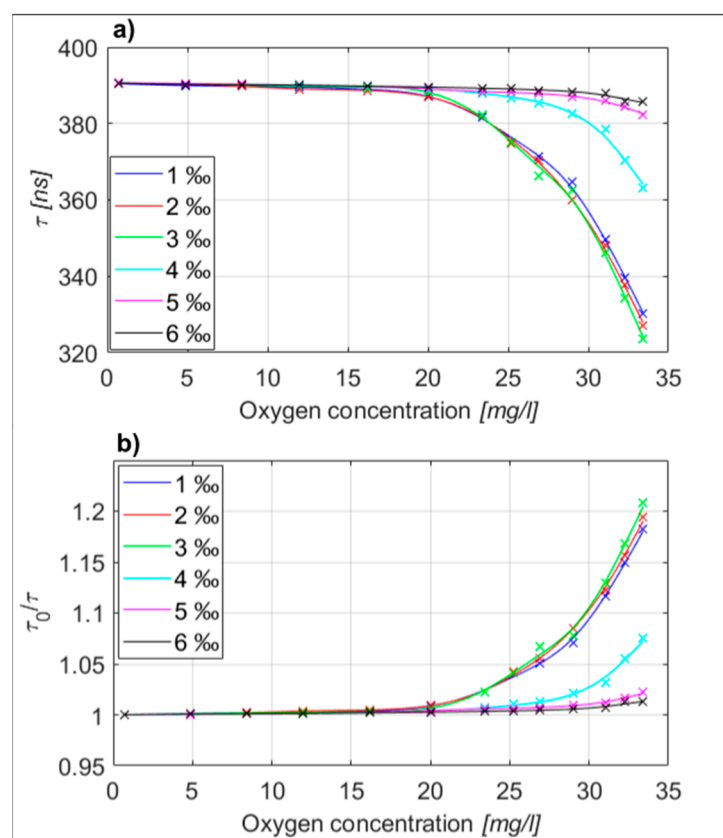 a)
400
380
360
340
320
τ [ns]
1 ‰
2 ‰
3 ‰
4 ‰
5 ‰
6 ‰
0 5 10 15 20 25 30 35
Oxygen concentration [mg/l]
b)
1.2
1.15
1.1
1.05
1
0.95
τ0/τ
1 ‰
2 ‰
3 ‰
4 ‰
5 ‰
6 ‰
0 5 10 15 20 25 30 35
Oxygen concentration [mg/l]